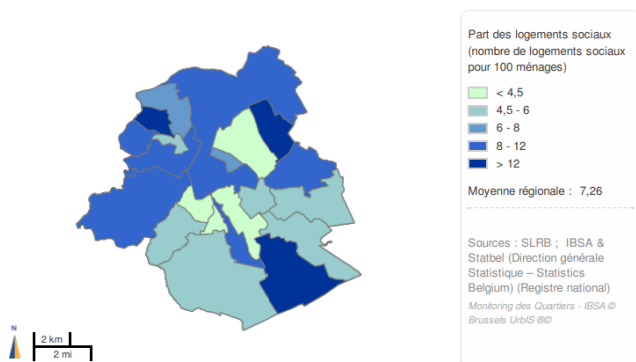 Part des logements sociaux
(nombre de logements sociaux
pour 100 ménages)
< 4,5
4,5 - 6
6 - 8
8 - 12
> 12
Moyenne régionale : 7,26
Sources : SLRB ; IBSA &
Statbel (Direction générale
Statistique – Statistics
Belgium) (Registre national)
Monitoring des Quartiers - IBSA ©
Brussels UrbIS ®©
N
2 km
2 mi